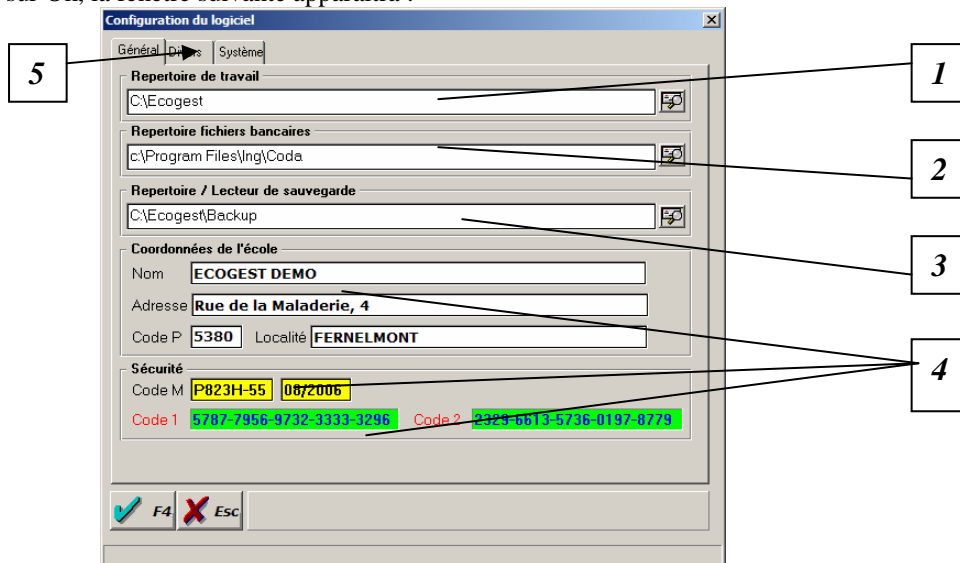 sur Ok, la fenêtre suivante apparaîtra :
Configuration du logiciel
Général Divers Système
5
Repertoire de travail
C:\Ecogest
1
Repertoire fichiers bancaires
c:\Program Files\Ing\Coda
2
Repertoire / Lecteur de sauvegarde
C:\Ecogest\Backup
Coordonnées de l'école
3
Nom ECOGEST DEMO
Adresse Rue de la Maladerie, 4
Code P 5380 Localité FERNELMONT
Sécurité
4
Code M P823H-55 08/2006
Code 1 5787-7956-9732-3333-3296 Code 2 2329-6613-5736-0197-8779
F4 Esc